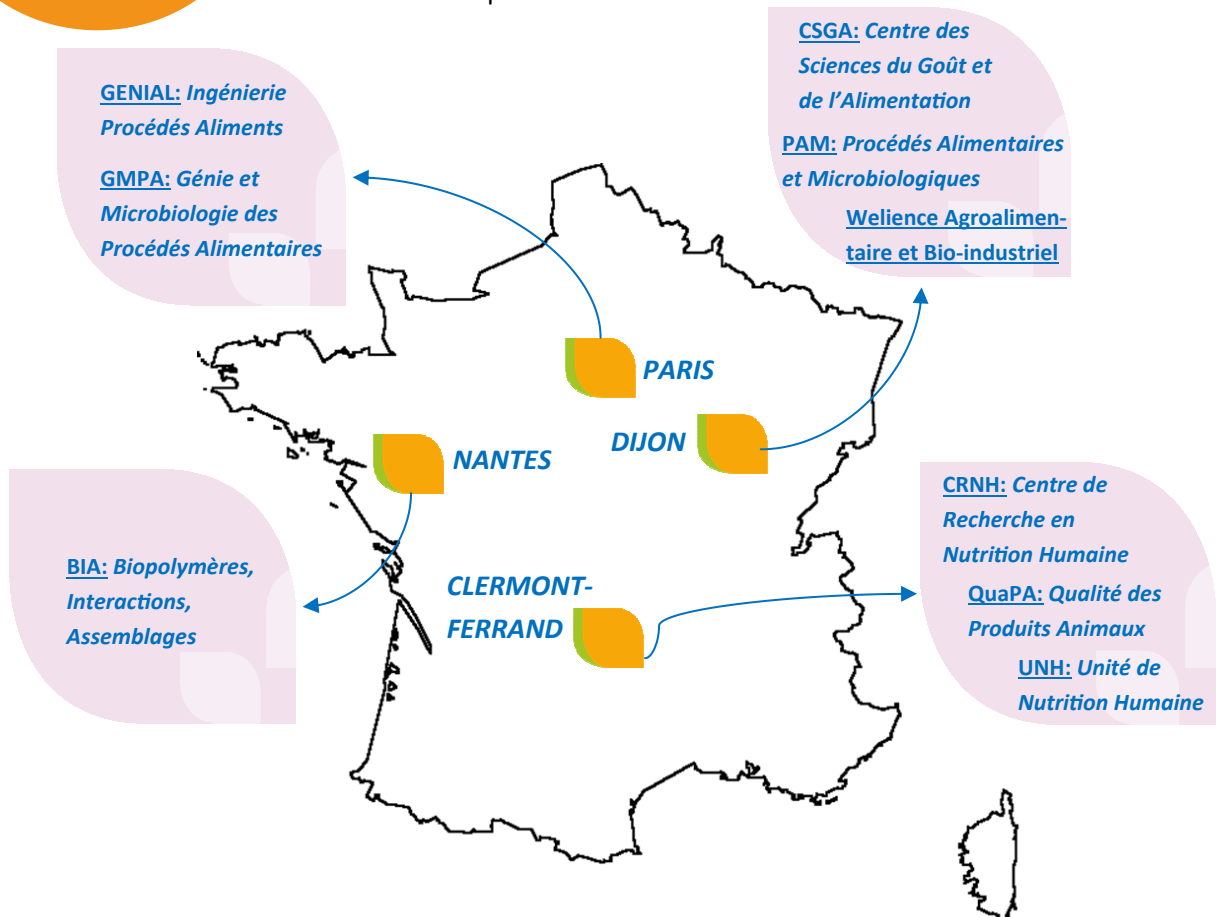 GENIAL: Ingénierie
Procédés Aliments
GMPA: Génie et
Microbiologie des
Procédés Alimentaires
CSGA: Centre des
Sciences du Goût et
de l’Alimentation
PAM: Procédés Alimentaires
et Microbiologiques
Welience Agroalimen-
taire et Bio-industriel
PARIS
DIJON
NANTES
CLERMONT-
FERRAND
BIA: Biopolymères,
Interactions,
Assemblages
CRNH: Centre de
Recherche en
Nutrition Humaine
QuaPA: Qualité des
Produits Animaux
UNH: Unité de
Nutrition Humaine